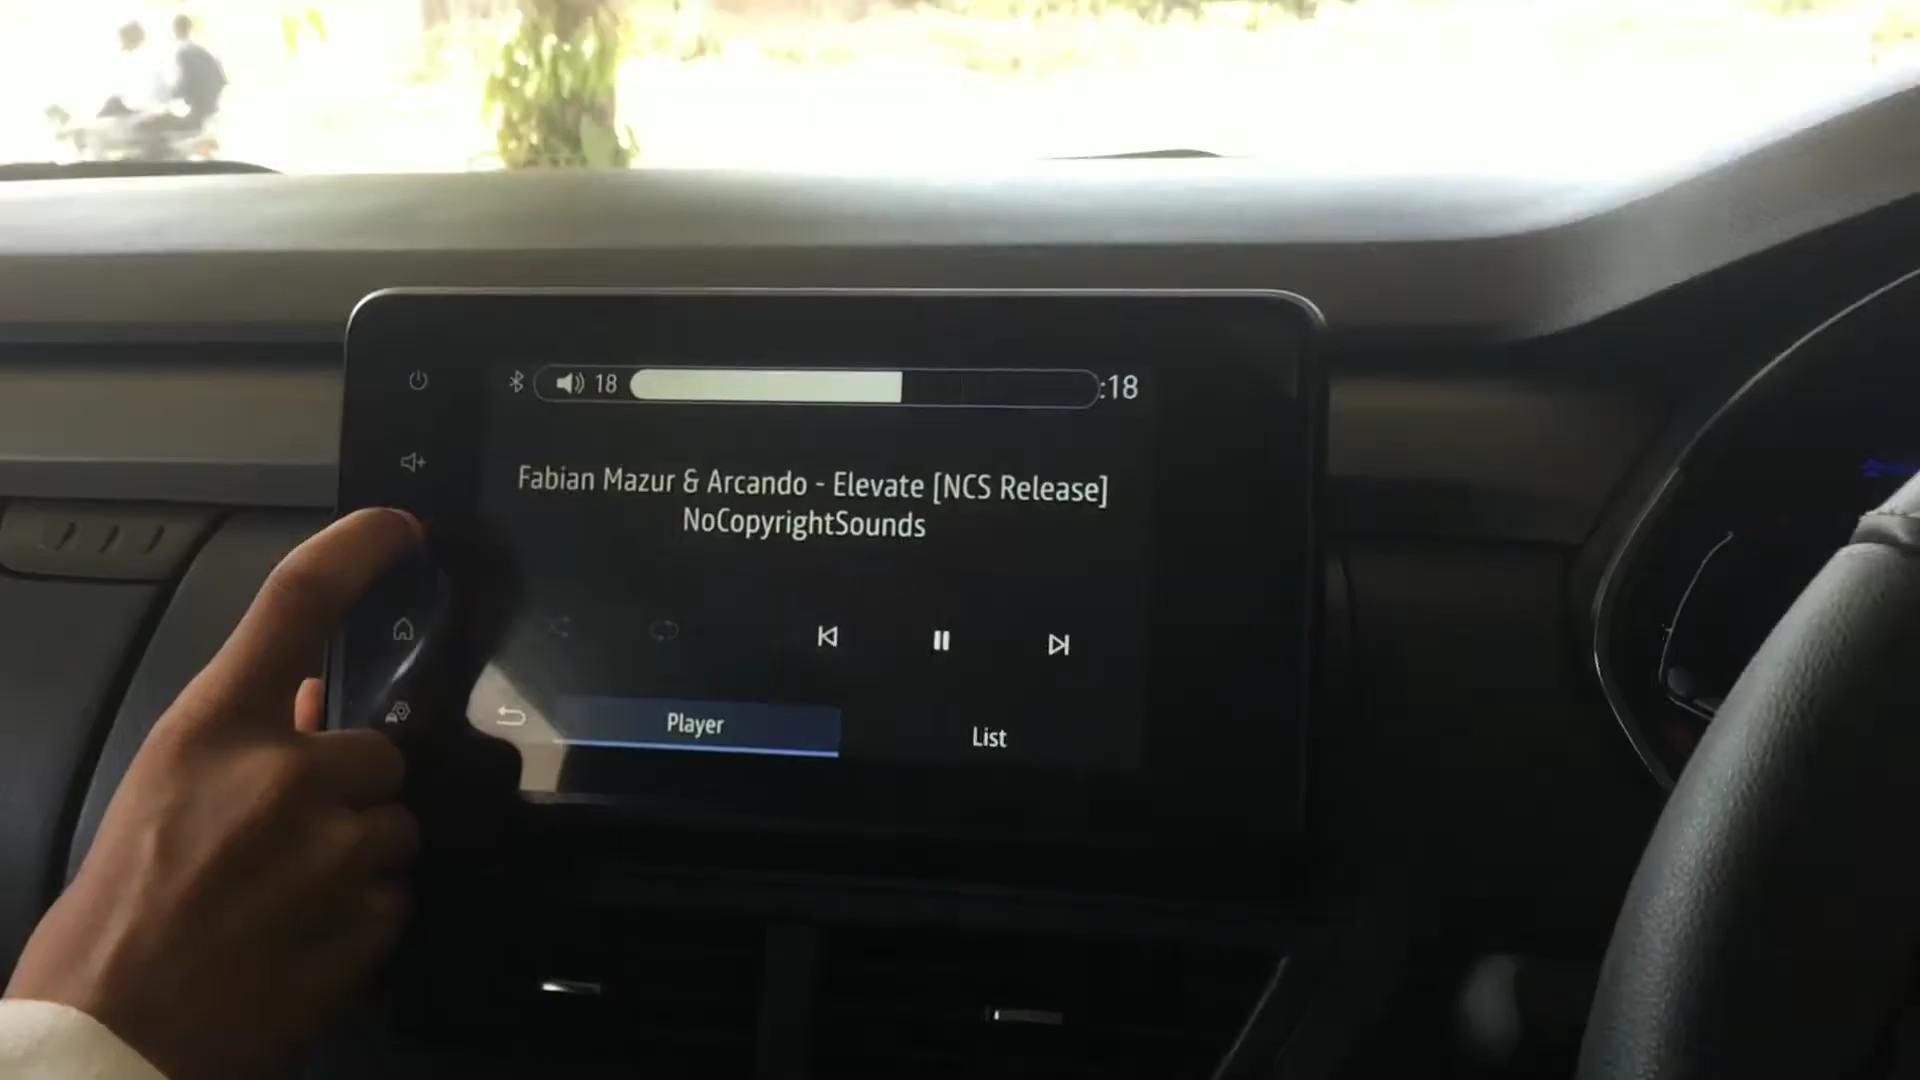 18
:18
Fabian Mazur & Arcando - Elevate [NCS Release]
NoCopyrightSounds
Player
List